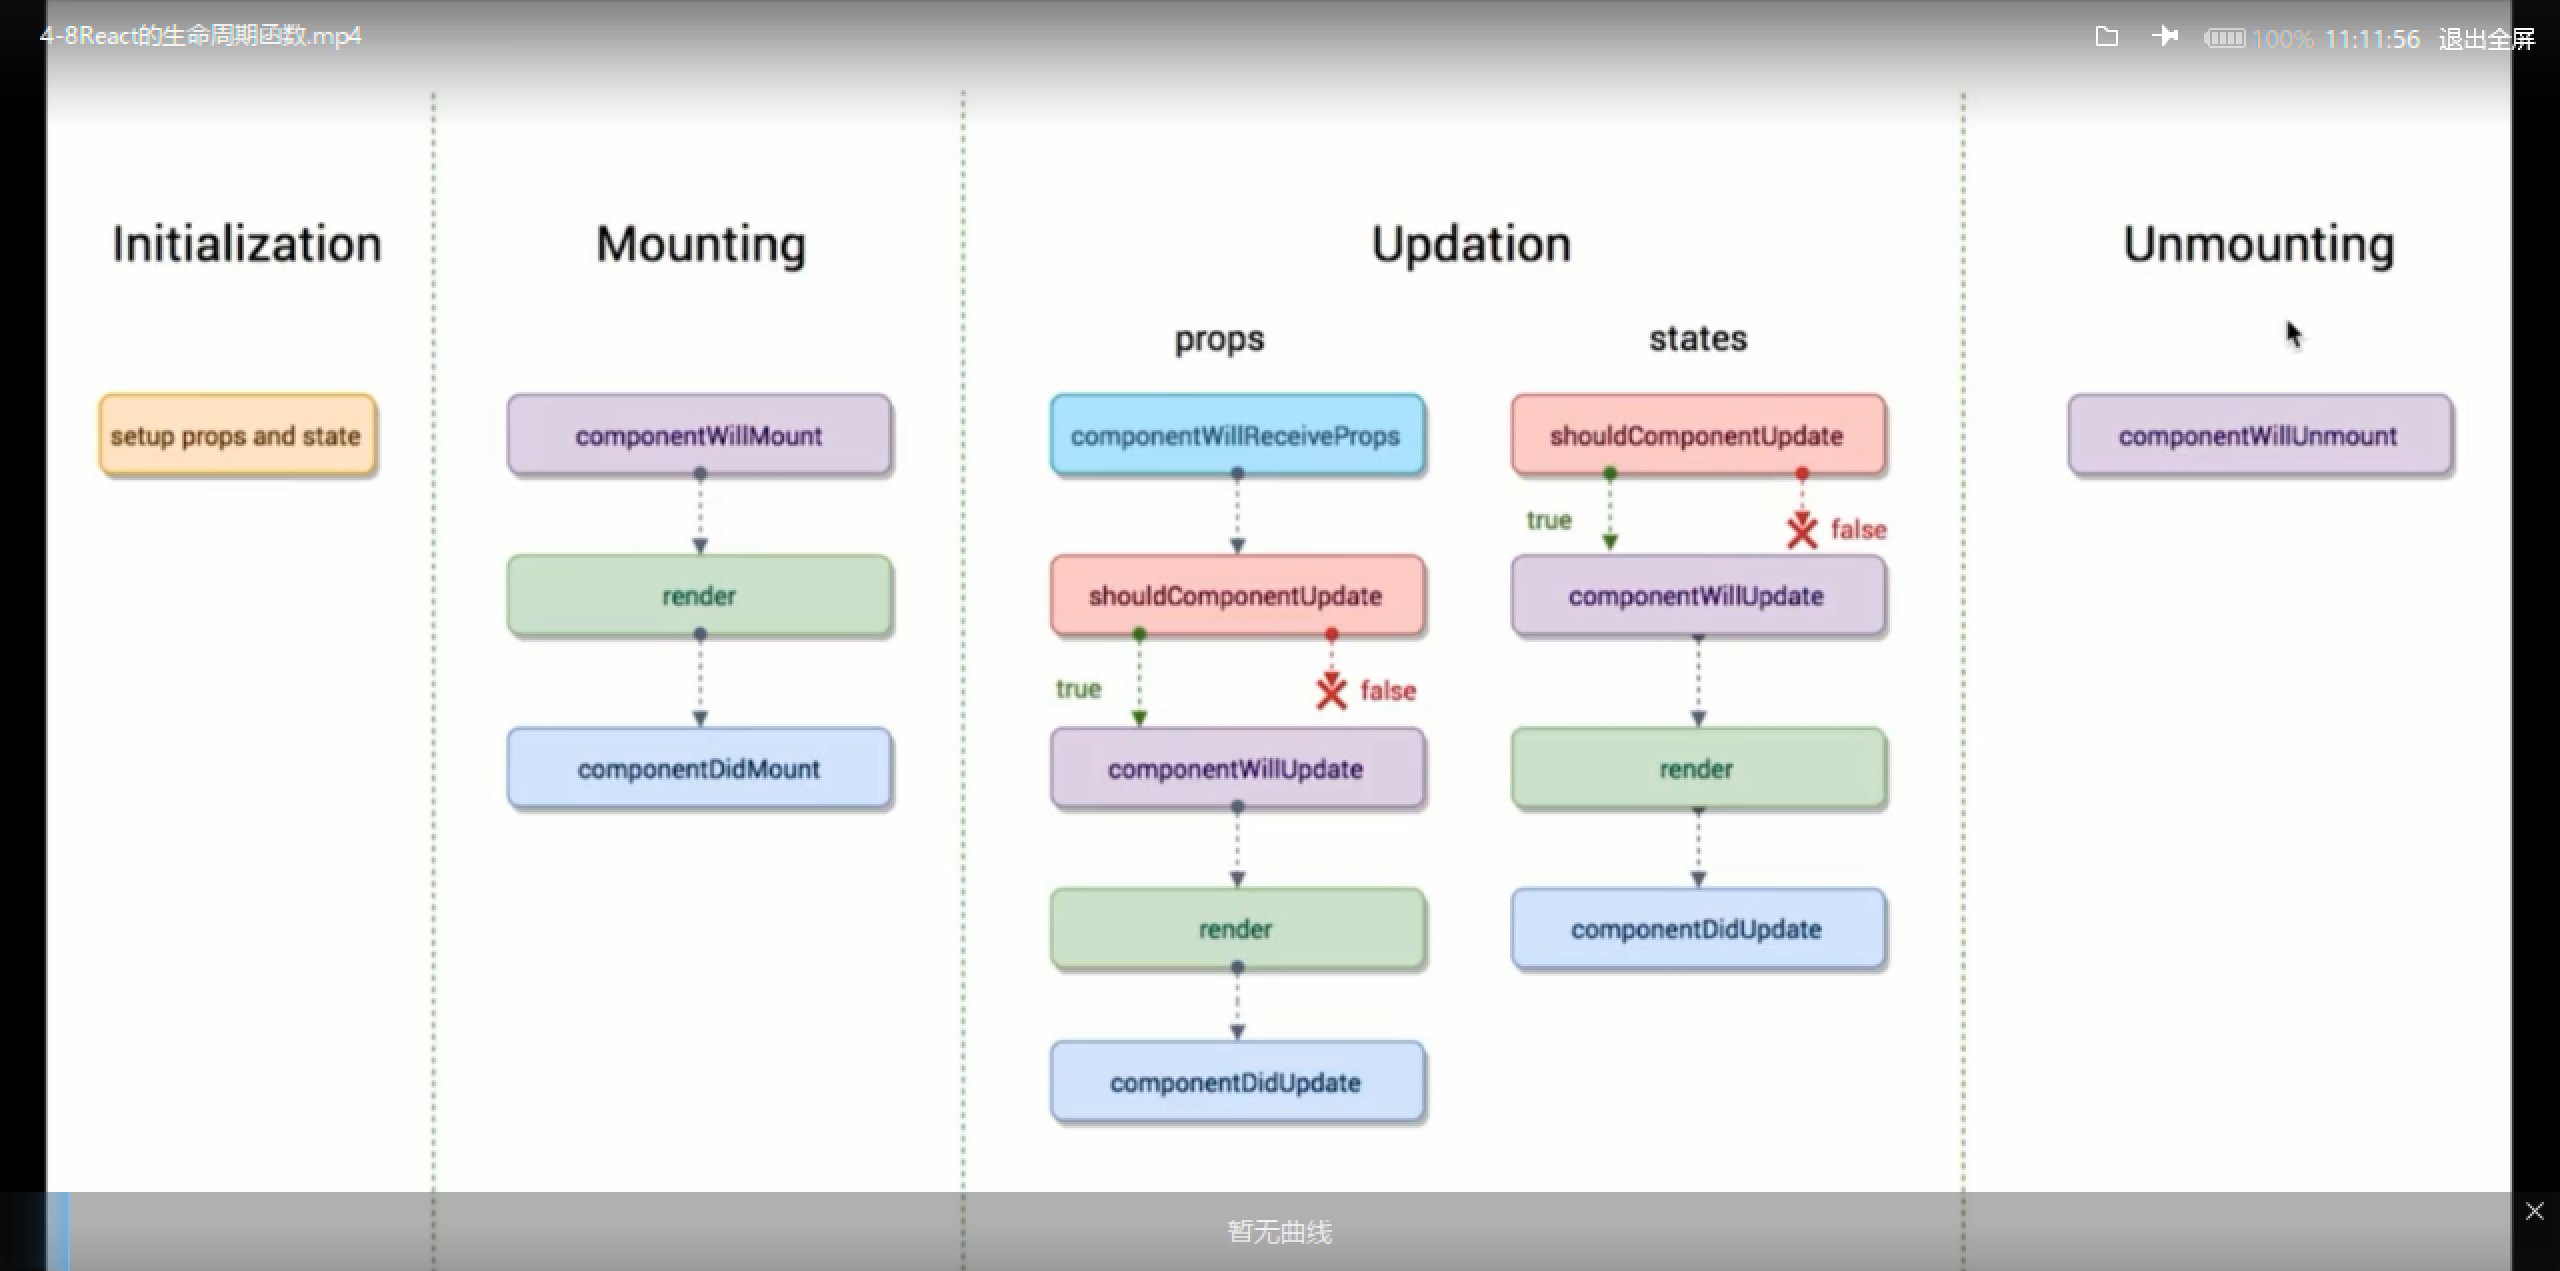 4-8React的生命周期函数.mp4
100% 11:11:56 退出全屏
Initialization
setup props and state
Mounting
componentWillMount
render
componentDidMount
Updation
props
componentWillReceiveProps
shouldComponentUpdate
true
false
componentWillUpdate
render
componentDidUpdate
states
shouldComponentUpdate
true
false
componentWillUpdate
render
componentDidUpdate
Unmounting
componentWillUnmount
暂无曲线